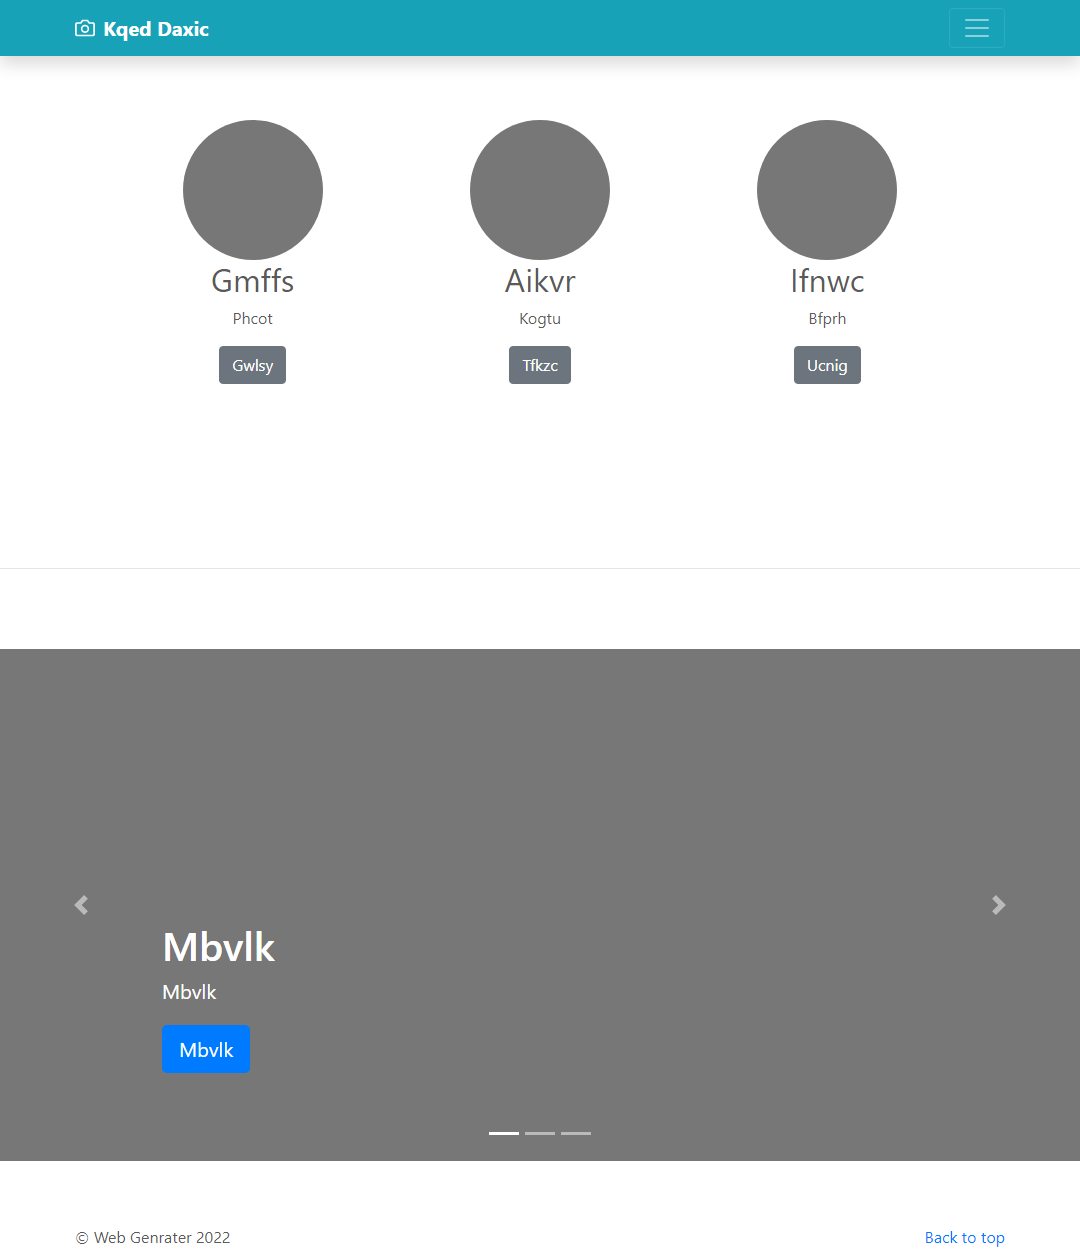 Kqed Daxic
Gmffs
Phcot
Gwlsy
Aikvr
Kogtu
Tfkzc
Ifnwc
Bfprh
Ucnig
Mbvlk
Mbvlk
Mbvlk
© Web Genrater 2022
Back to top